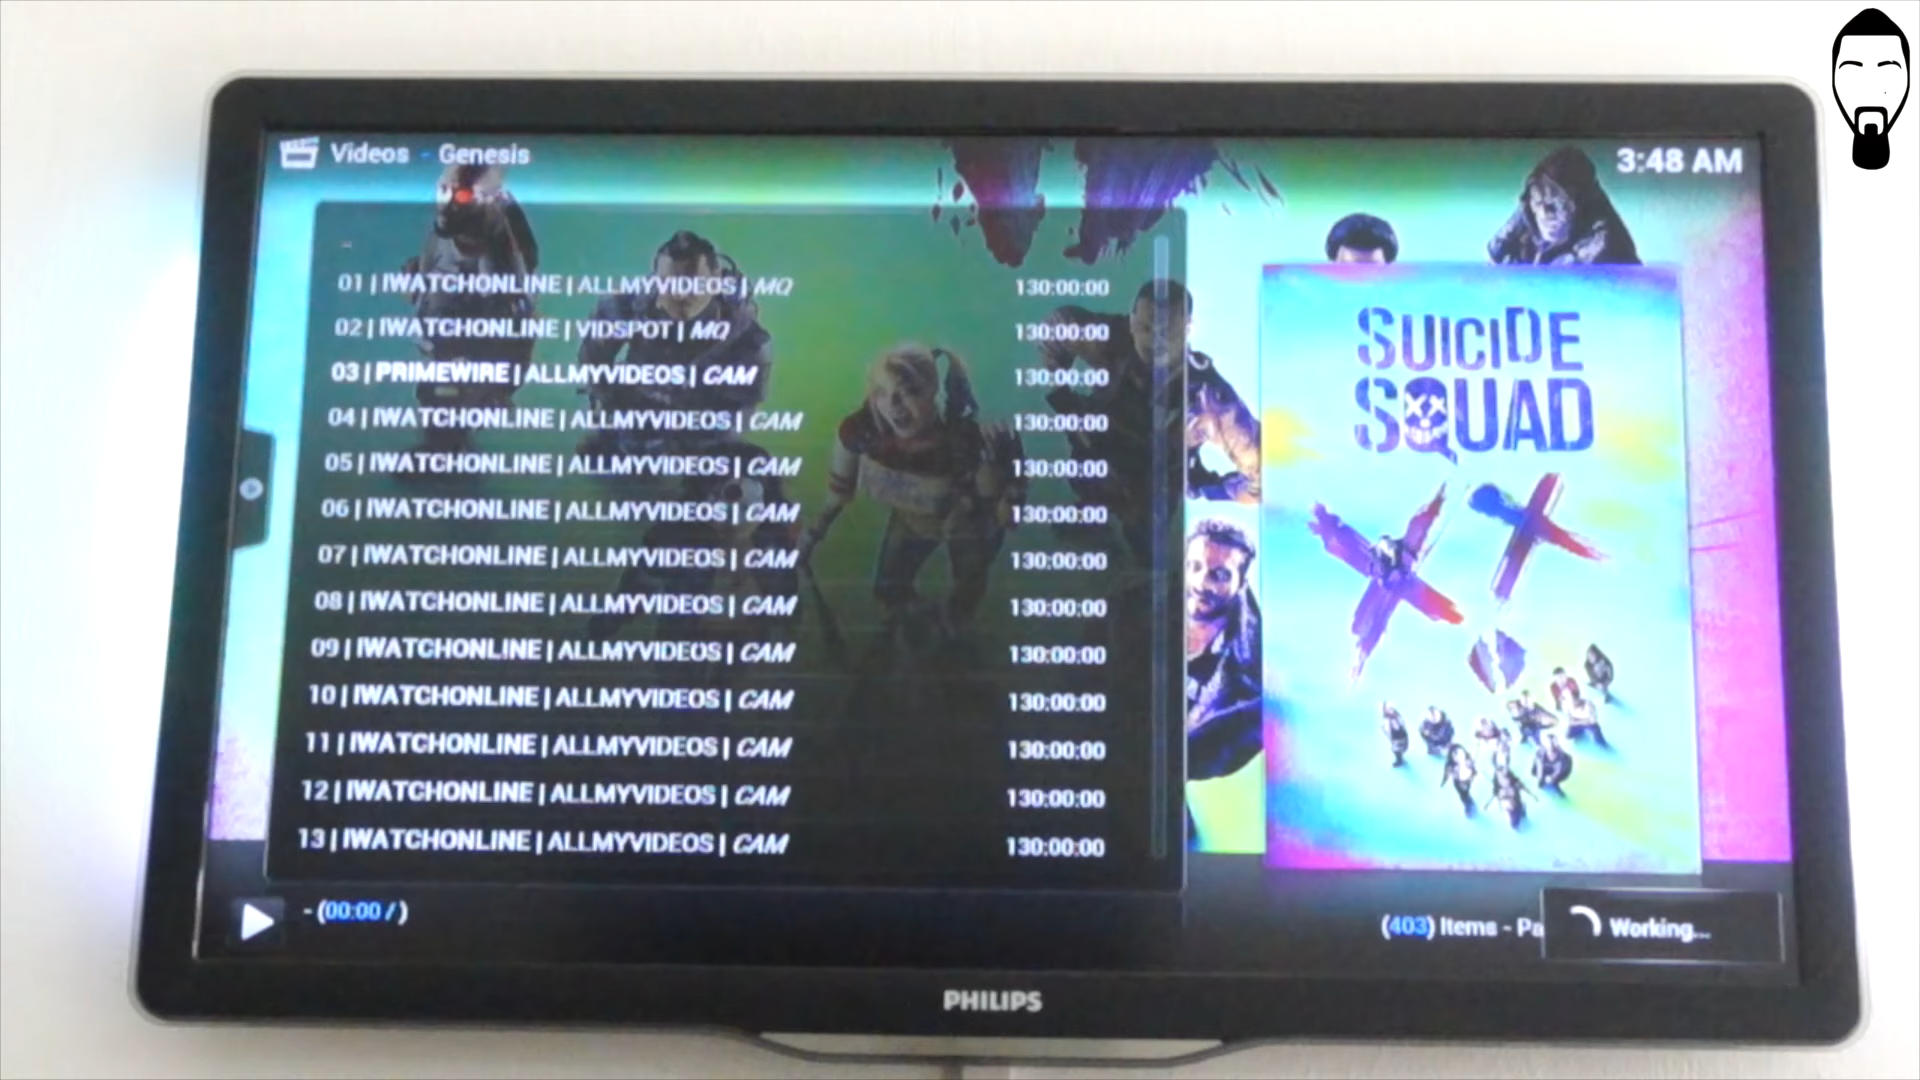 Videos - Genesis
3:48 AM
..
01 | IWATCHONLINE | ALLMYVIDEOS | MQ 130:00:00
02 | IWATCHONLINE | VIDSPOT | MQ 130:00:00
03 | PRIMEWIRE | ALLMYVIDEOS | CAM 130:00:00
04 | IWATCHONLINE | ALLMYVIDEOS | CAM 130:00:00
05 | IWATCHONLINE | ALLMYVIDEOS | CAM 130:00:00
06 | IWATCHONLINE | ALLMYVIDEOS | CAM 130:00:00
07 | IWATCHONLINE | ALLMYVIDEOS | CAM 130:00:00
08 | IWATCHONLINE | ALLMYVIDEOS | CAM 130:00:00
09 | IWATCHONLINE | ALLMYVIDEOS | CAM 130:00:00
10 | IWATCHONLINE | ALLMYVIDEOS | CAM 130:00:00
11 | IWATCHONLINE | ALLMYVIDEOS | CAM 130:00:00
12 | IWATCHONLINE | ALLMYVIDEOS | CAM 130:00:00
13 | IWATCHONLINE | ALLMYVIDEOS | CAM 130:00:00
SUICIDE
SQUAD
- (00:00 / )
(403) Items - Pa
Working...
PHILIPS